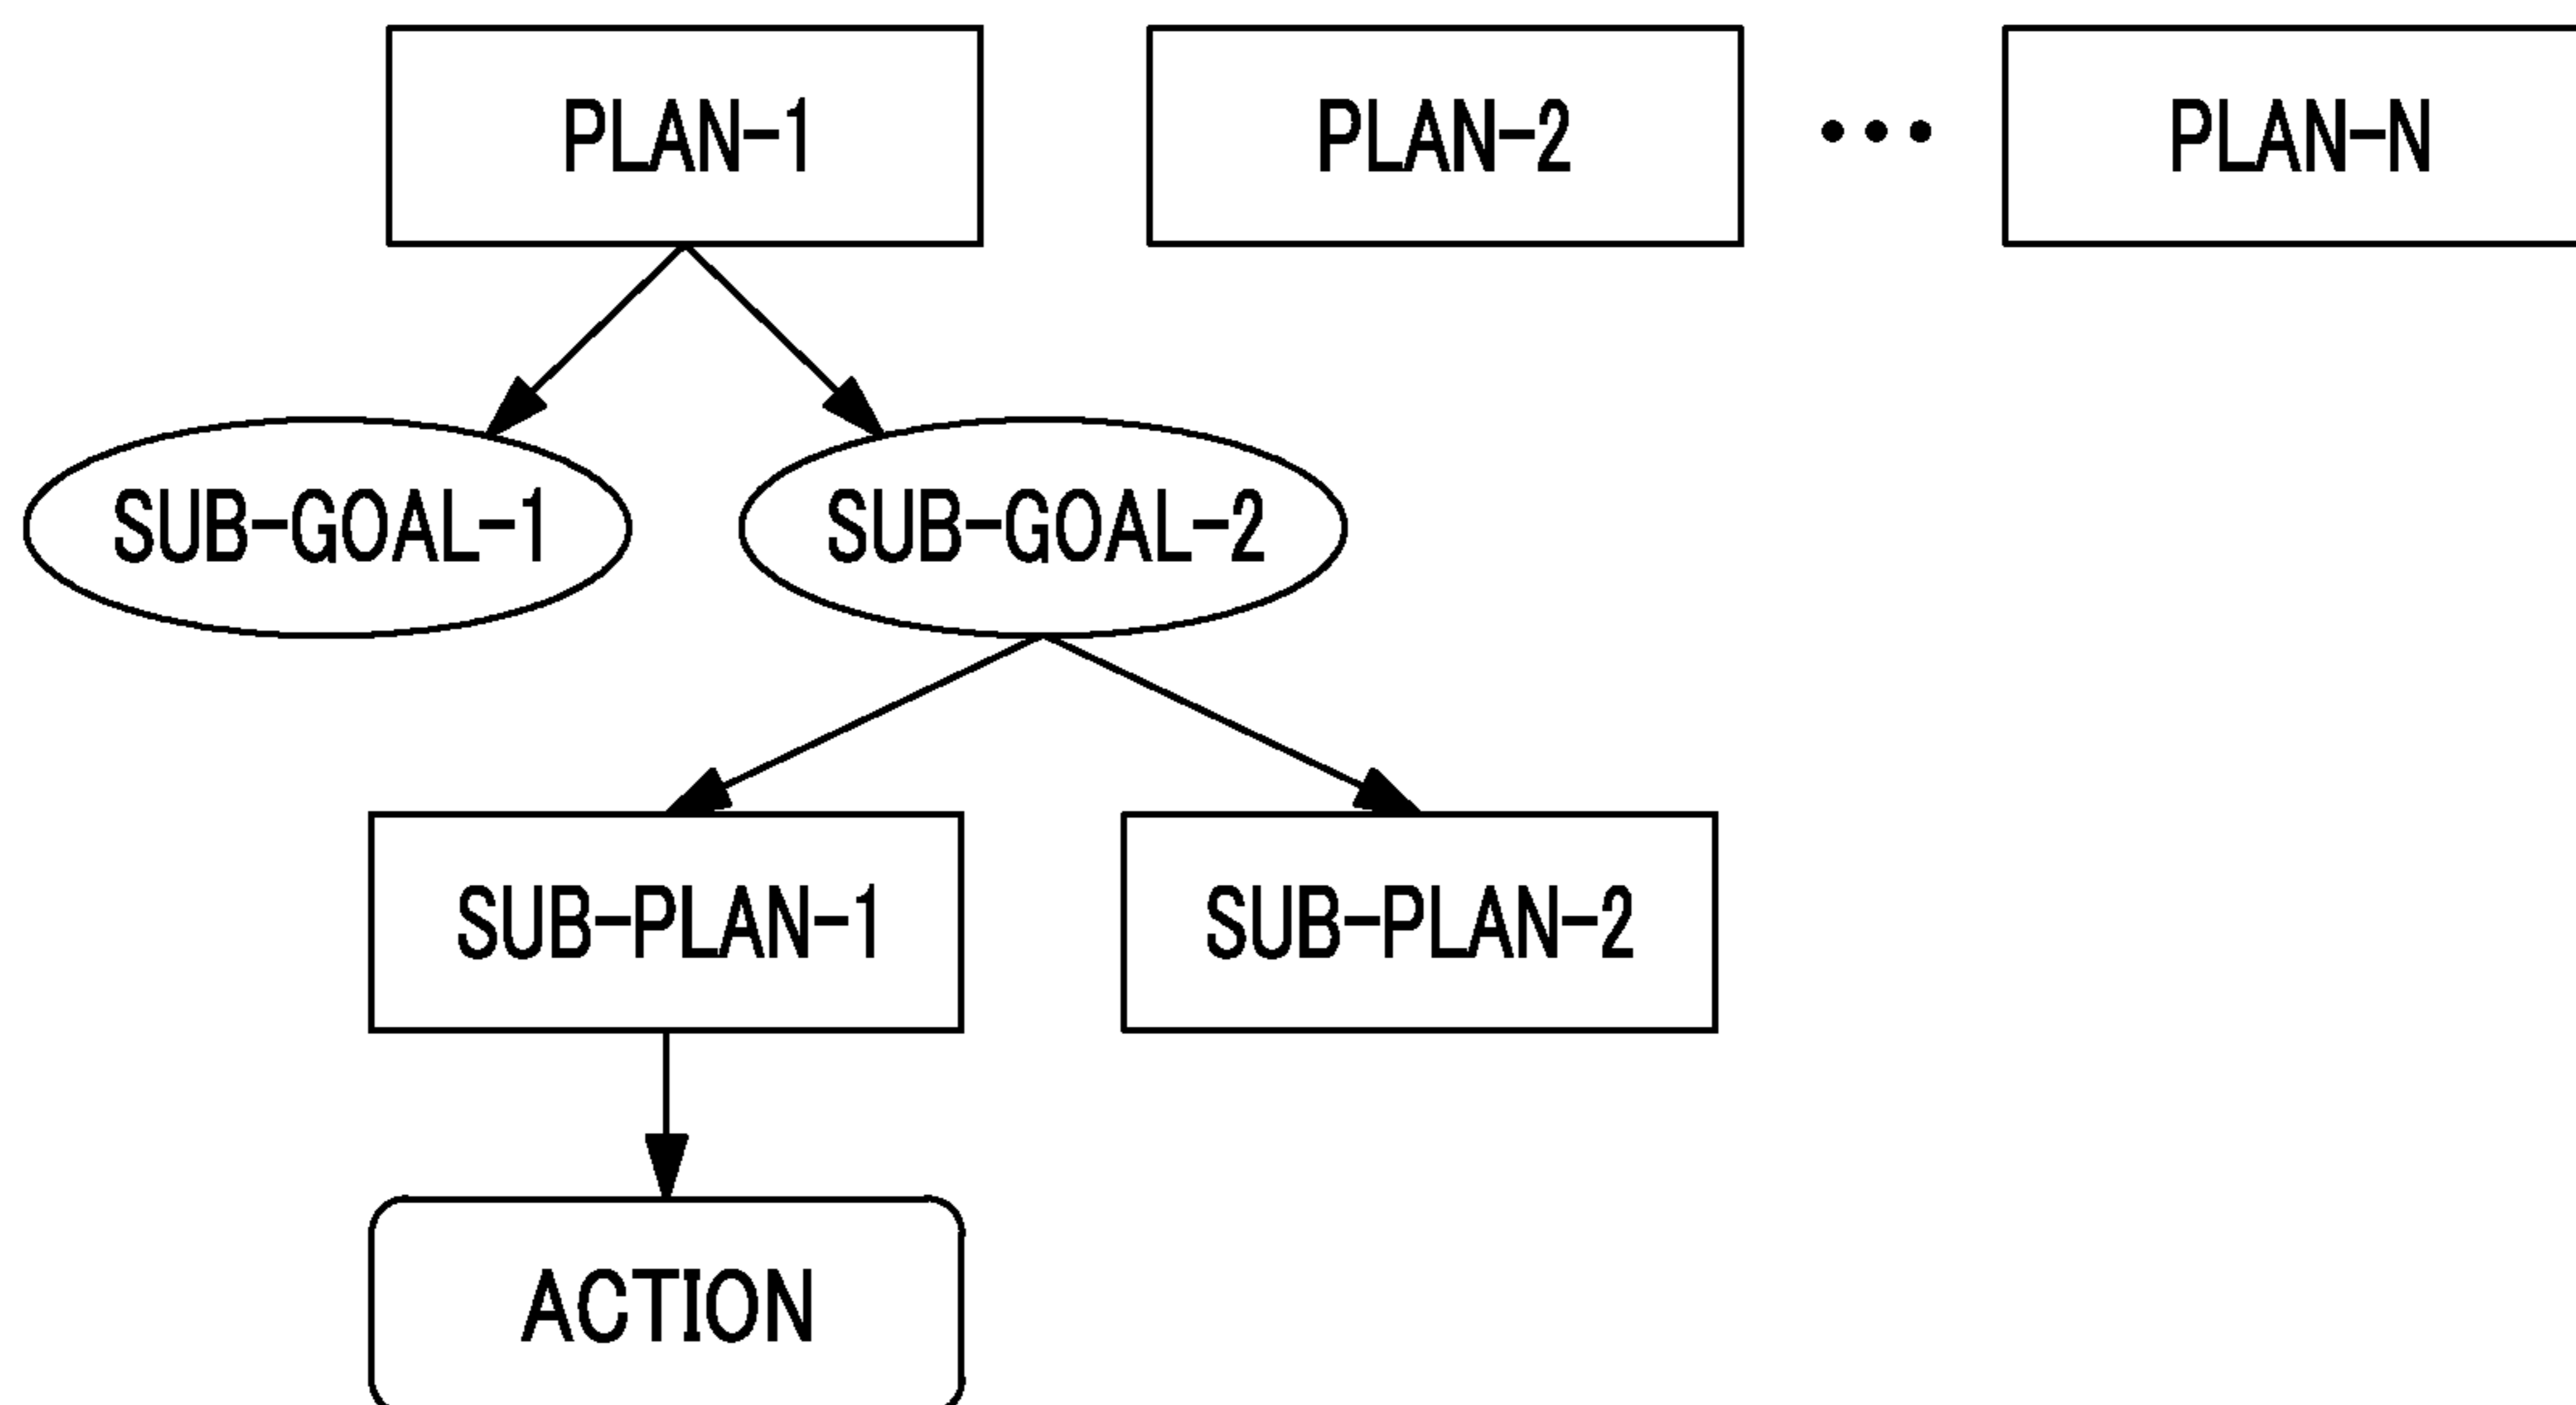 PLAN-1
PLAN-2
•••
PLAN-N
SUB-GOAL-1
SUB-GOAL-2
SUB-PLAN-1
SUB-PLAN-2
ACTION